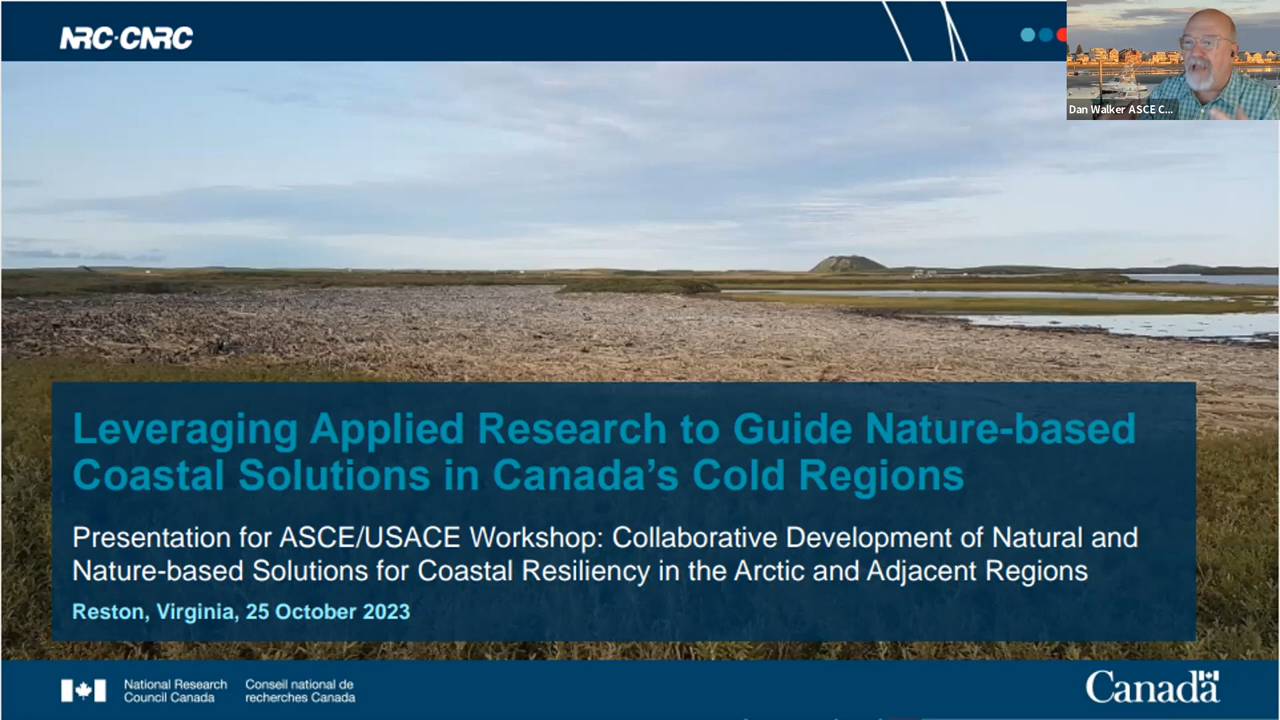 NRC·CNRC
Dan Walker ASCE C...
Leveraging Applied Research to Guide Nature-based
Coastal Solutions in Canada’s Cold Regions
Presentation for ASCE/USACE Workshop: Collaborative Development of Natural and
Nature-based Solutions for Coastal Resiliency in the Arctic and Adjacent Regions
Reston, Virginia, 25 October 2023
National Research
Council Canada
Conseil national de
recherches Canada
Canada